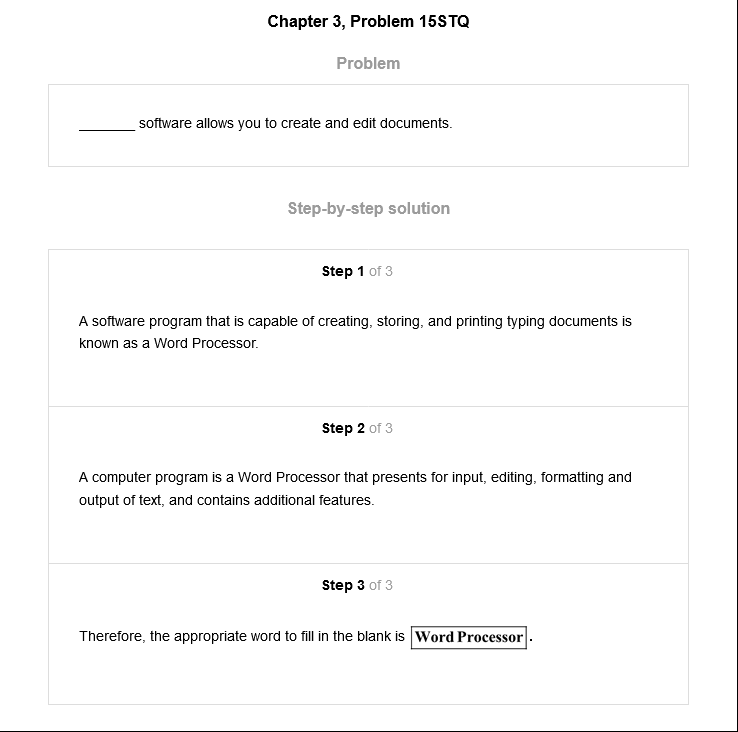 Chapter 3, Problem 15STQ
Problem
_______ software allows you to create and edit documents.
Step-by-step solution
Step 1 of 3
A software program that is capable of creating, storing, and printing typing documents is
known as a Word Processor.
Step 2 of 3
A computer program is a Word Processor that presents for input, editing, formatting and
output of text, and contains additional features.
Step 3 of 3
Therefore, the appropriate word to fill in the blank is Word Processor.